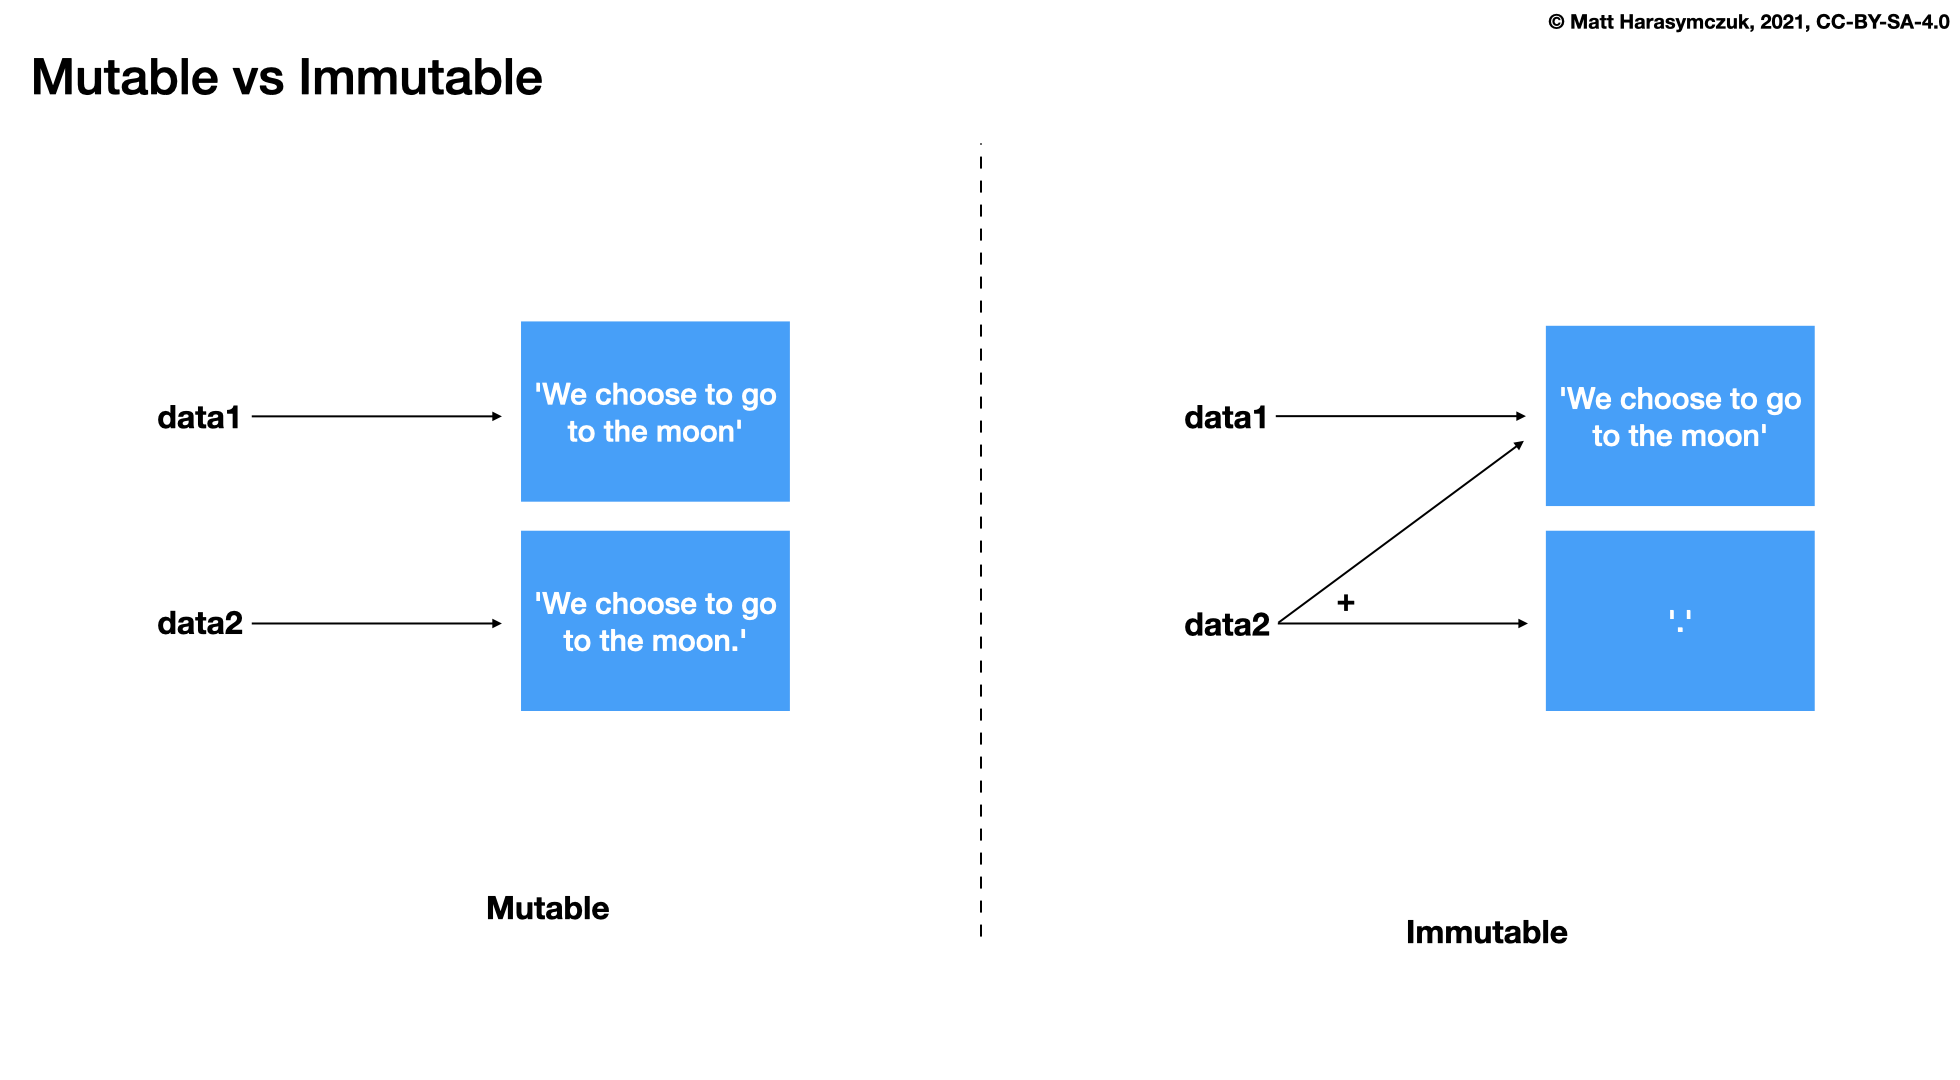 © Matt Harasymczuk, 2021, CC-BY-SA-4.0
Mutable vs Immutable
data1
'We choose to go
to the moon'
data2
'We choose to go
to the moon.'
Mutable
data1
'We choose to go
to the moon'
data2
+
'.'
Immutable